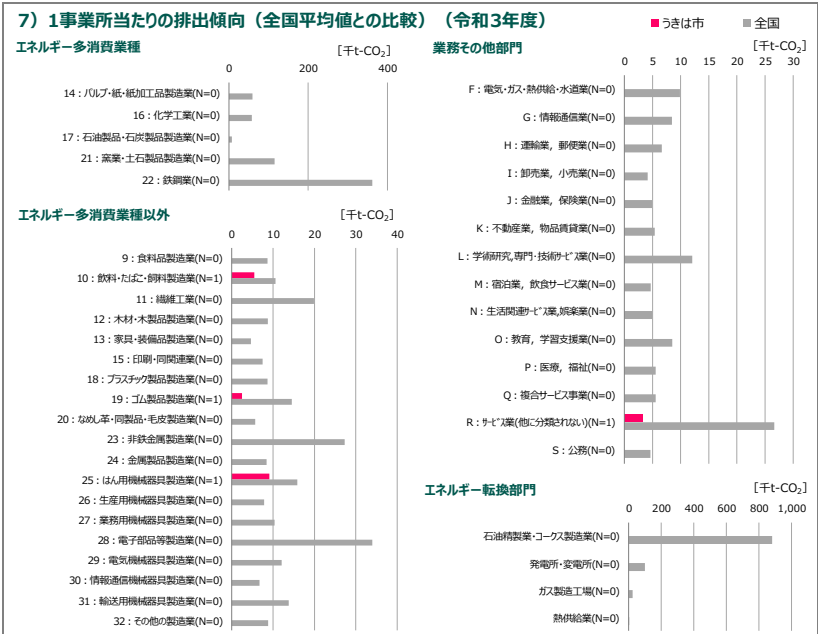 7）1事業所当たりの排出傾向（全国平均値との比較）（令和3年度）
■うきは市 ■全国
エネルギー多消費業種
[千t-CO₂]
0 200 400
14：パルプ・紙・紙加工品製造業(N=0)
16：化学工業(N=0)
17：石油製品・石炭製品製造業(N=0)
21：窯業・土石製品製造業(N=0)
22：鉄鋼業(N=0)
エネルギー多消費業種以外
[千t-CO₂]
0 10 20 30 40
9：食料品製造業(N=0)
10：飲料・たばこ・飼料製造業(N=1)
11：繊維工業(N=0)
12：木材・木製品製造業(N=0)
13：家具・装備品製造業(N=0)
15：印刷・同関連業(N=0)
18：プラスチック製品製造業(N=0)
19：ゴム製品製造業(N=1)
20：なめし革・同製品・毛皮製造業(N=0)
23：非鉄金属製造業(N=0)
24：金属製品製造業(N=0)
25：はん用機械器具製造業(N=1)
26：生産用機械器具製造業(N=0)
27：業務用機械器具製造業(N=0)
28：電子部品等製造業(N=0)
29：電気機械器具製造業(N=0)
30：情報通信機械器具製造業(N=0)
31：輸送用機械器具製造業(N=0)
32：その他の製造業(N=0)
業務その他部門
[千t-CO₂]
0 5 10 15 20 25 30
F：電気・ガス・熱供給・水道業(N=0)
G：情報通信業(N=0)
H：運輸業，郵便業(N=0)
I：卸売業，小売業(N=0)
J：金融業，保険業(N=0)
K：不動産業，物品賃貸業(N=0)
L：学術研究,専門・技術ｻｰﾋﾞｽ業(N=0)
M：宿泊業，飲食サービス業(N=0)
N：生活関連ｻｰﾋﾞｽ業,娯楽業(N=0)
O：教育，学習支援業(N=0)
P：医療，福祉(N=0)
Q：複合サービス事業(N=0)
R：ｻｰﾋﾞｽ業(他に分類されない)(N=1)
S：公務(N=0)
エネルギー転換部門
[千t-CO₂]
0 200 400 600 800 1,000
石油精製業・コークス製造業(N=0)
発電所・変電所(N=0)
ガス製造工場(N=0)
熱供給業(N=0)